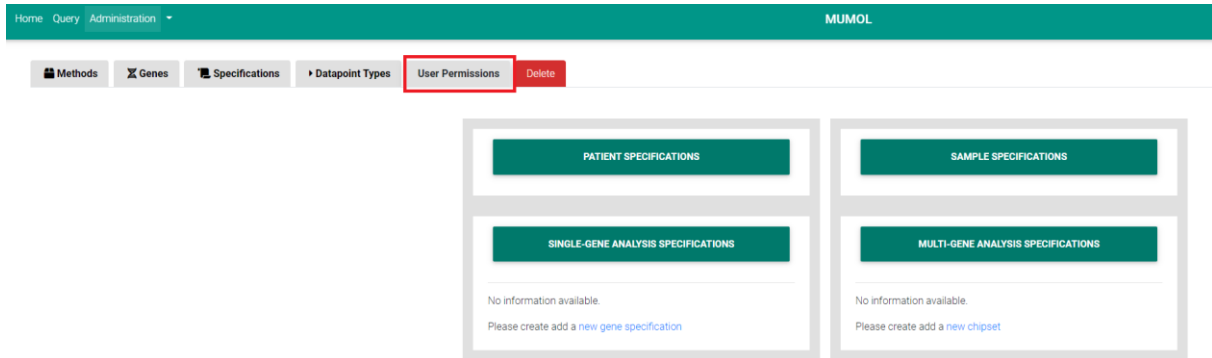 Home Query Administration MUMOL
Methods Genes Specifications Datapoint Types User Permissions Delete
PATIENT SPECIFICATIONS
SAMPLE SPECIFICATIONS
SINGLE-GENE ANALYSIS SPECIFICATIONS
No information available.
Please create add a new gene specification
MULTI-GENE ANALYSIS SPECIFICATIONS
No information available.
Please create add a new chipset